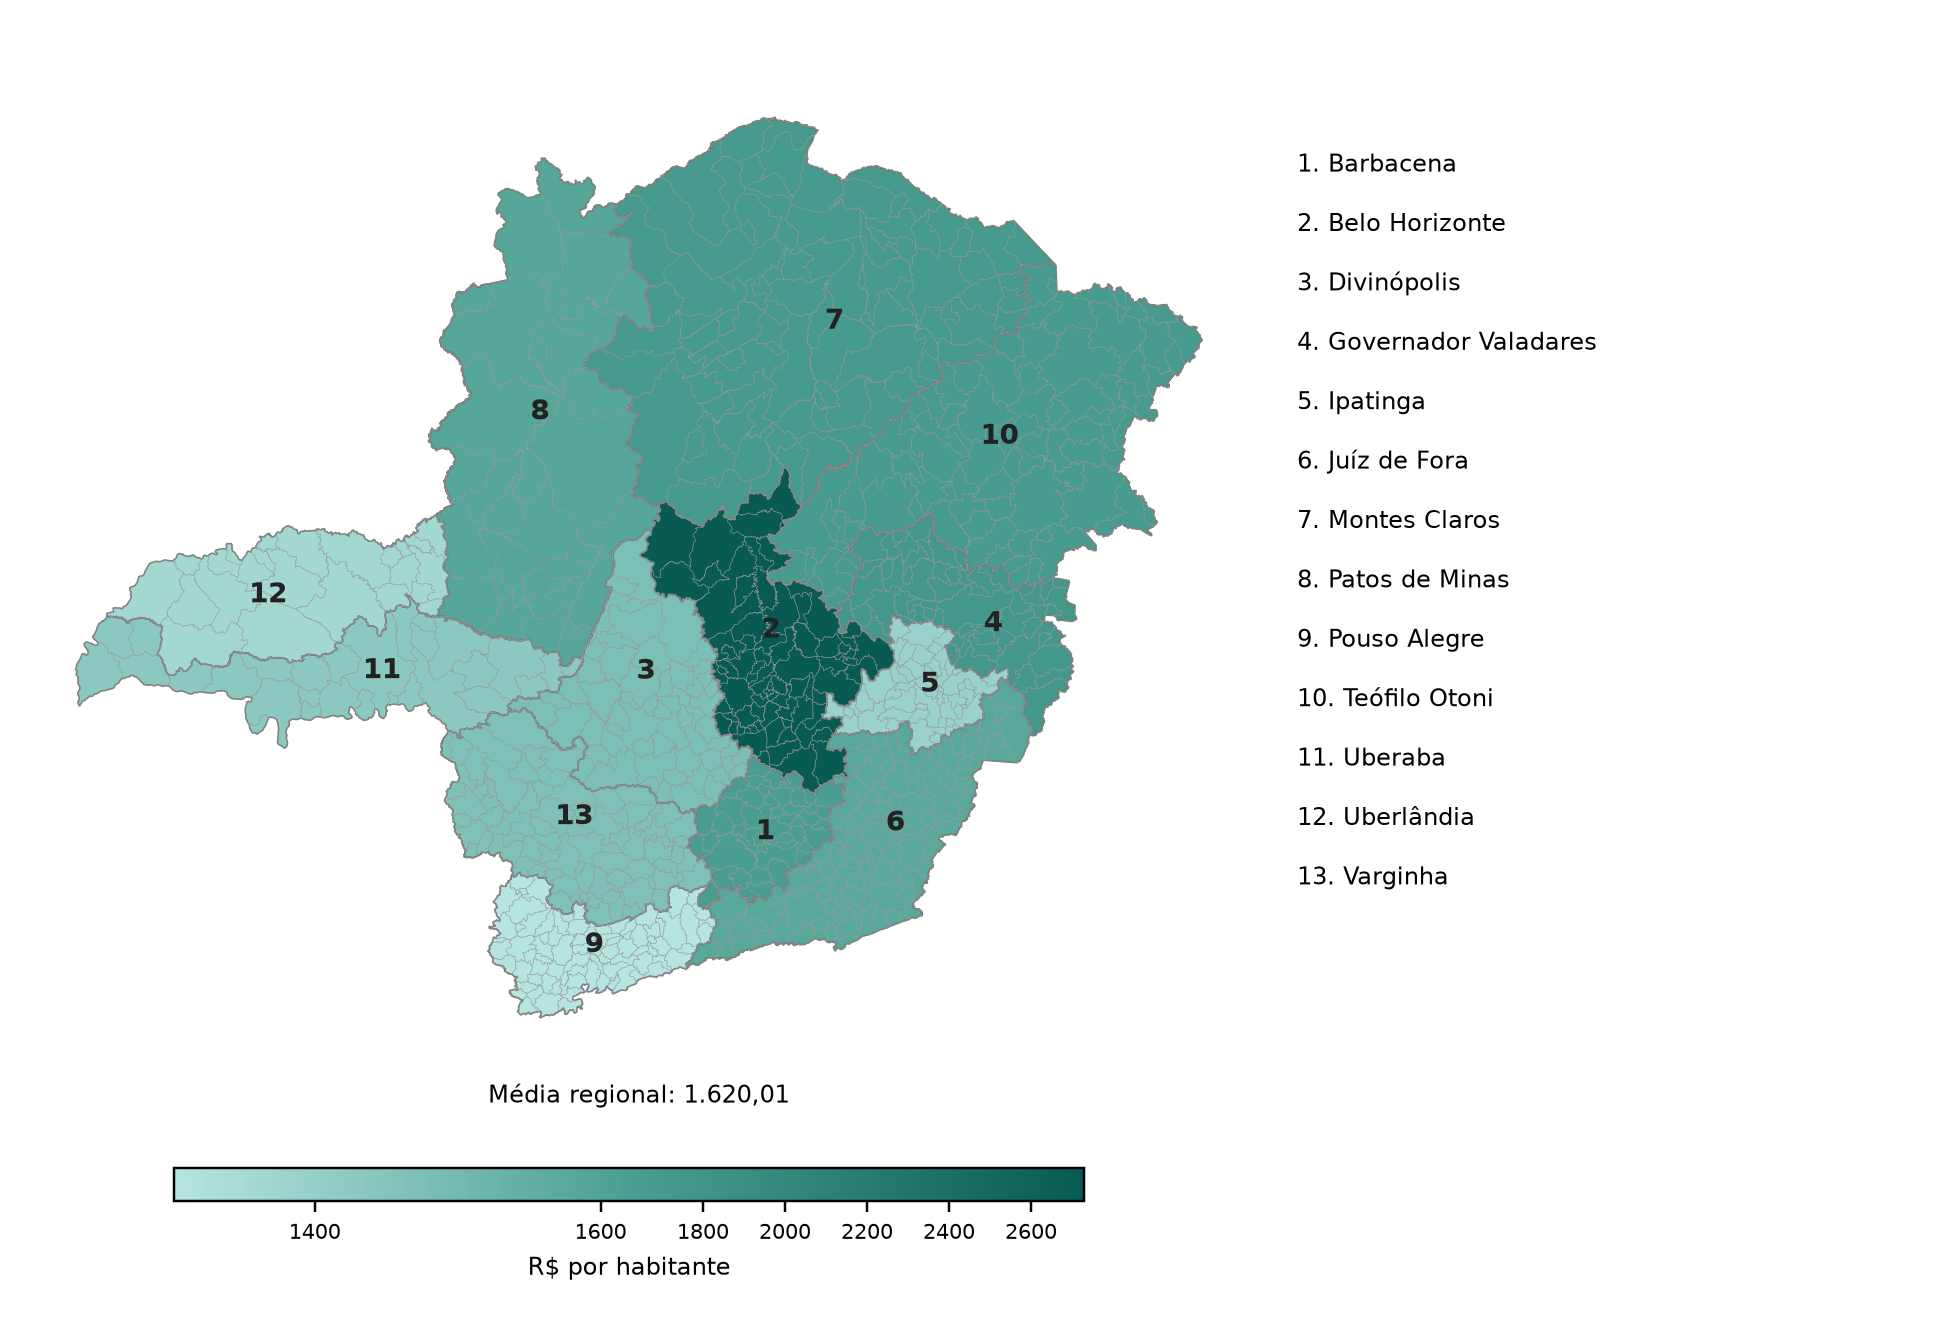 7
8
10
12
4
2
11
3
5
13
1
6
9
1. Barbacena
2. Belo Horizonte
3. Divinópolis
4. Governador Valadares
5. Ipatinga
6. Juíz de Fora
7. Montes Claros
8. Patos de Minas
9. Pouso Alegre
10. Teófilo Otoni
11. Uberaba
12. Uberlândia
13. Varginha
Média regional: 1.620,01
1400 1600 1800 2000 2200 2400 2600
R$ por habitante